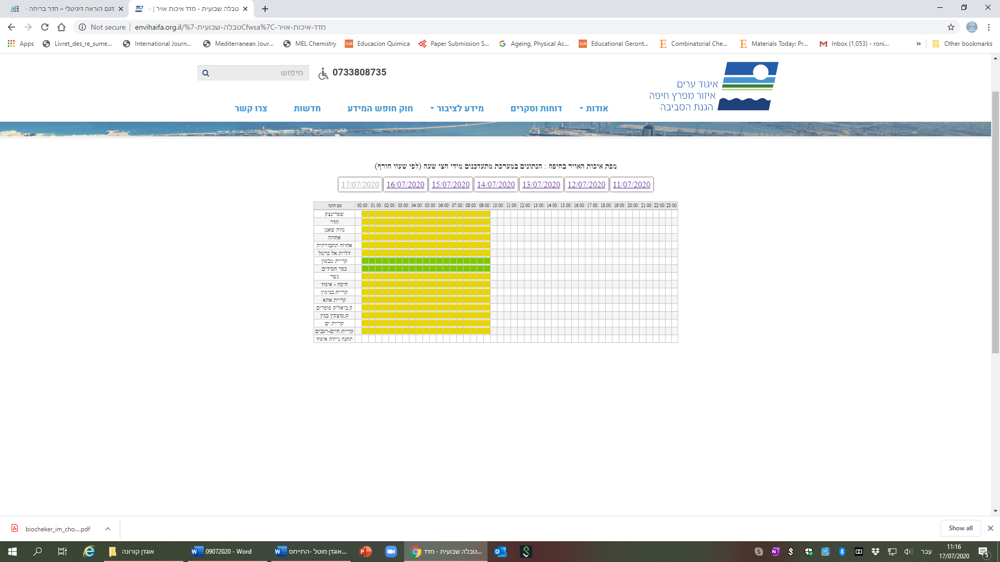 דגם הוראה דיגיטלי – חדר בריחה -
טבלה שבועית - מדד איכות אויר |
Not secure
envihaifa.org.il/%7-טבלה-שבועיתCfwsa%7C-מדד-איכות-אויר
Apps
Livret_des_re_sume...
International Journ...
Mediterranean Jour...
MEL Chemistry
SJR Educacion Quimica
Paper Submission S...
Ageing, Physical Ac...
SJR Educational Geront...
Combinatorial Che...
Materials Today: Pr...
Inbox (1,053) - roni...
»
Other bookmarks
חיפוש
0733808735
איגוד ערים
איזור מפרץ חיפה
הגנת הסביבה
אודות
דוחות וסקרים
מידע לציבור
חוק חופש המידע
חדשות
צרו קשר
מפת איכות האויר בחיפה : הנתונים במערכת מתעדכנים מידי חצי שעה (לפי שעון חורף)
17/07/2020 16/07/2020 15/07/2020 14/07/2020 13/07/2020 12/07/2020 11/07/2020
שם תחנה 00:00 01:00 02:00 03:00 04:00 05:00 06:00 07:00 08:00 09:00 10:00 11:00 12:00 13:00 14:00 15:00 16:00 17:00 18:00 19:00 20:00 21:00 22:00 23:00
שפרינצק
הדר
נווה שאנן
אחוזה
אחוזה תחבורתית
דליית אל כרמל
קריית טבעון
כפר חסידים
נשר
חיפה - איגוד
קריית בנימין
קריית אתא
ק.ביאליק עופרים
ק.מוצקין בגין
קריית ים
קריית חיים-רגבים
תחנה ניידת איגוד
biocheker_im_cho....pdf
Show all
אוגדן קורונה
09072020 - Word
אוגדן מוטל -התייחס...
טבלה שבועית - מדד...
עבר
11:16
17/07/2020
5